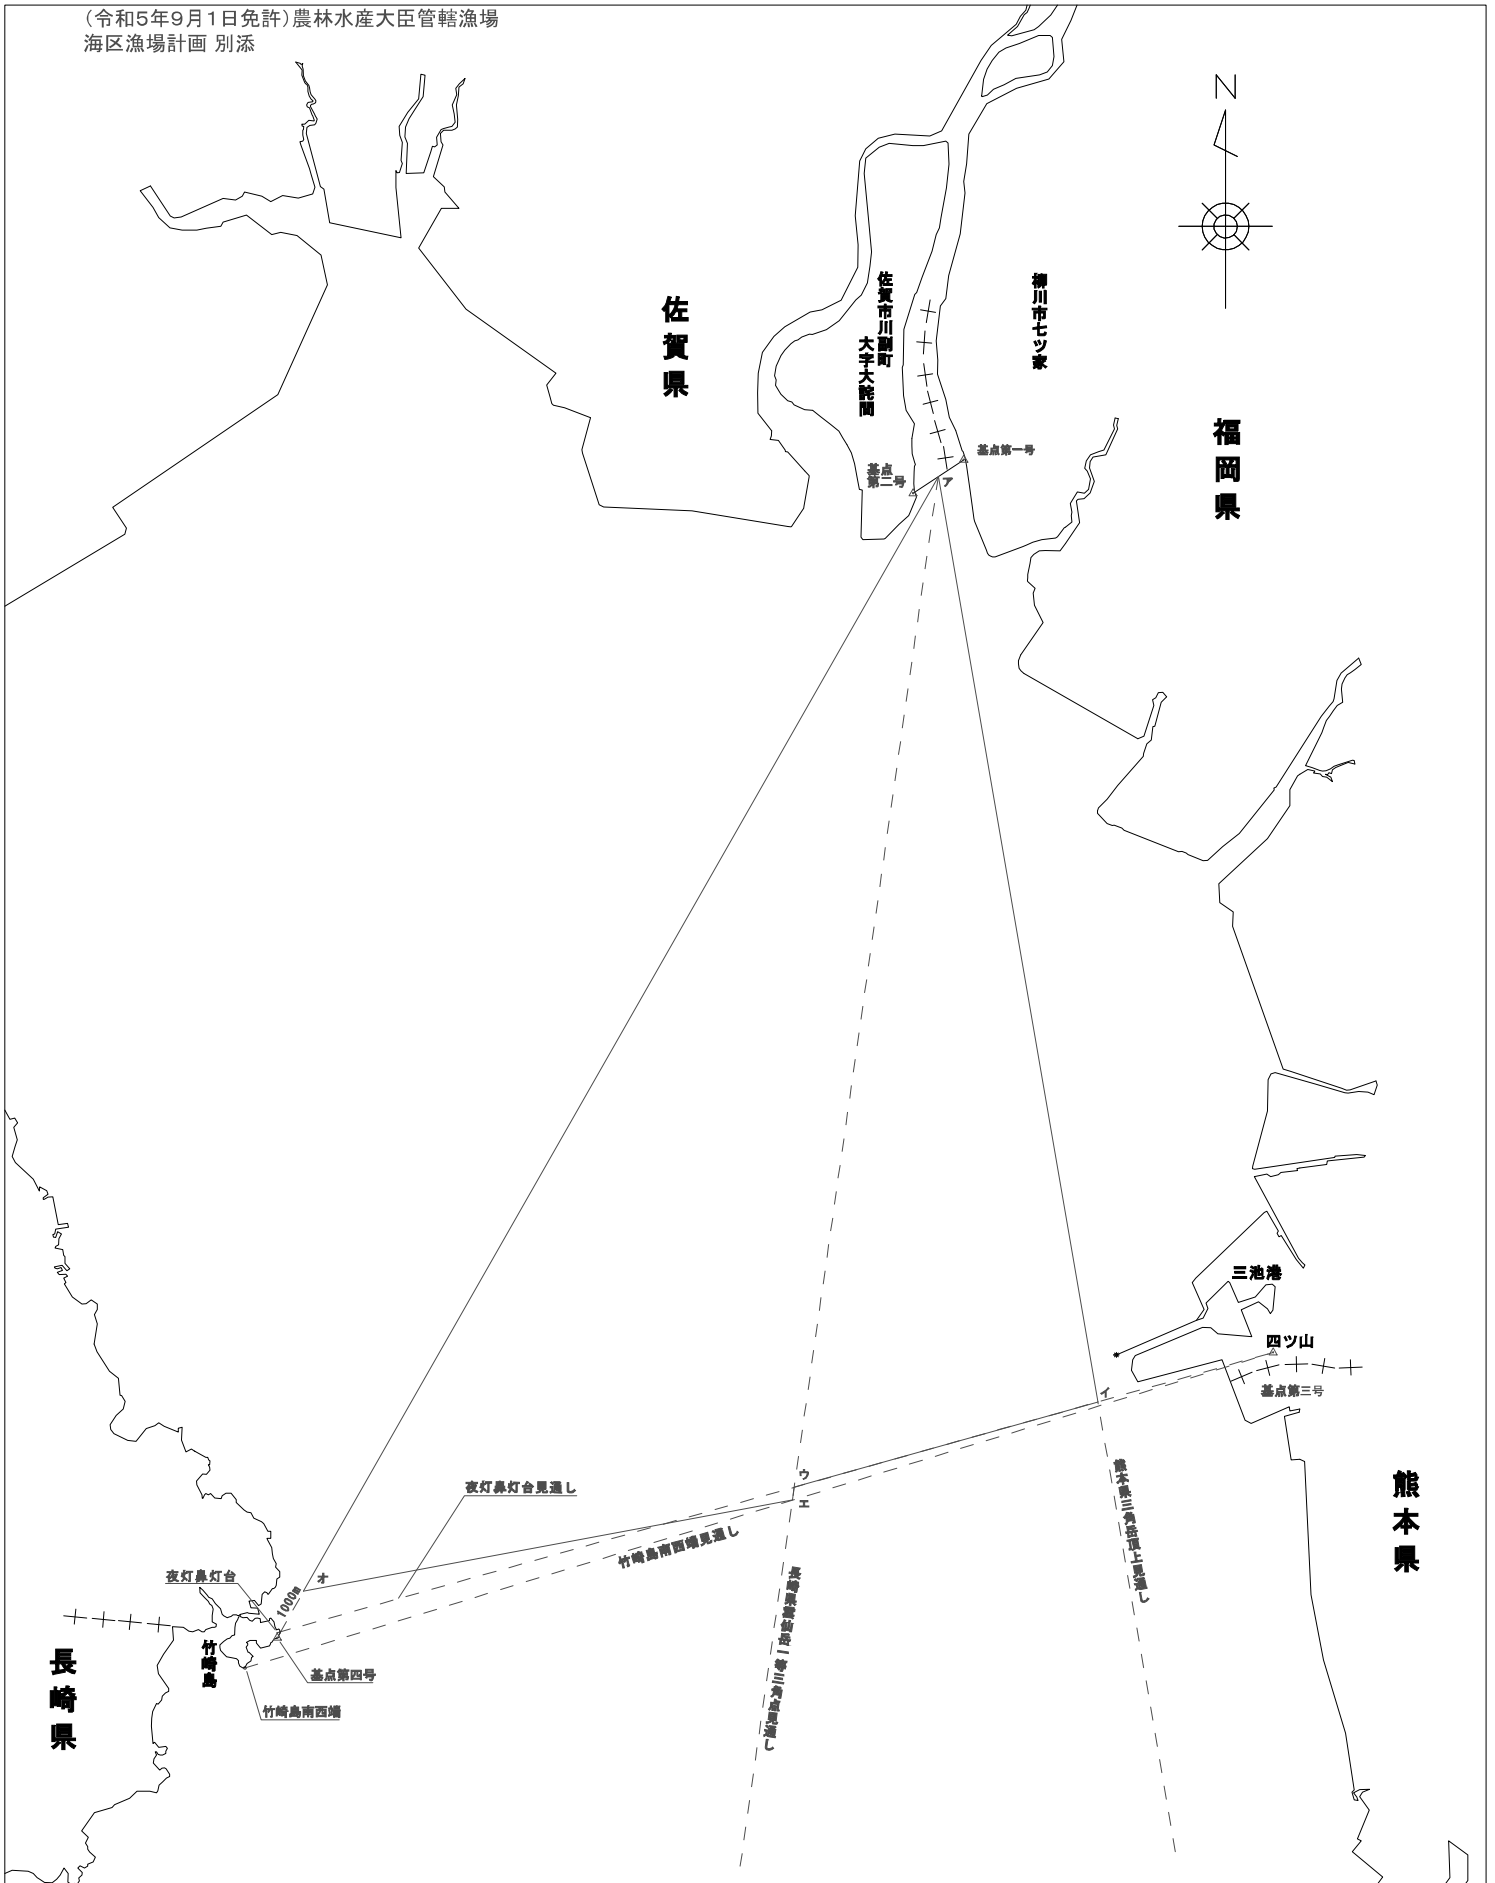 (令和5年9月1日免許)農林水産大臣管轄漁場
海区漁場計画 別添
N
佐賀県
佐賀市川副町
大字大詫間
柳川市七ツ家
福岡県
基点第一号
基点
第二号
ア
三池港
四ツ山
基点第三号
イ
ウ
エ
夜灯鼻灯台見通し
竹崎島南西端見通し
熊本県三角岳頂上見通し
熊本県
長崎県雲仙岳一等三角点見通し
オ
夜灯鼻灯台
1000m
竹崎島
基点第四号
竹崎島南西端
長崎県